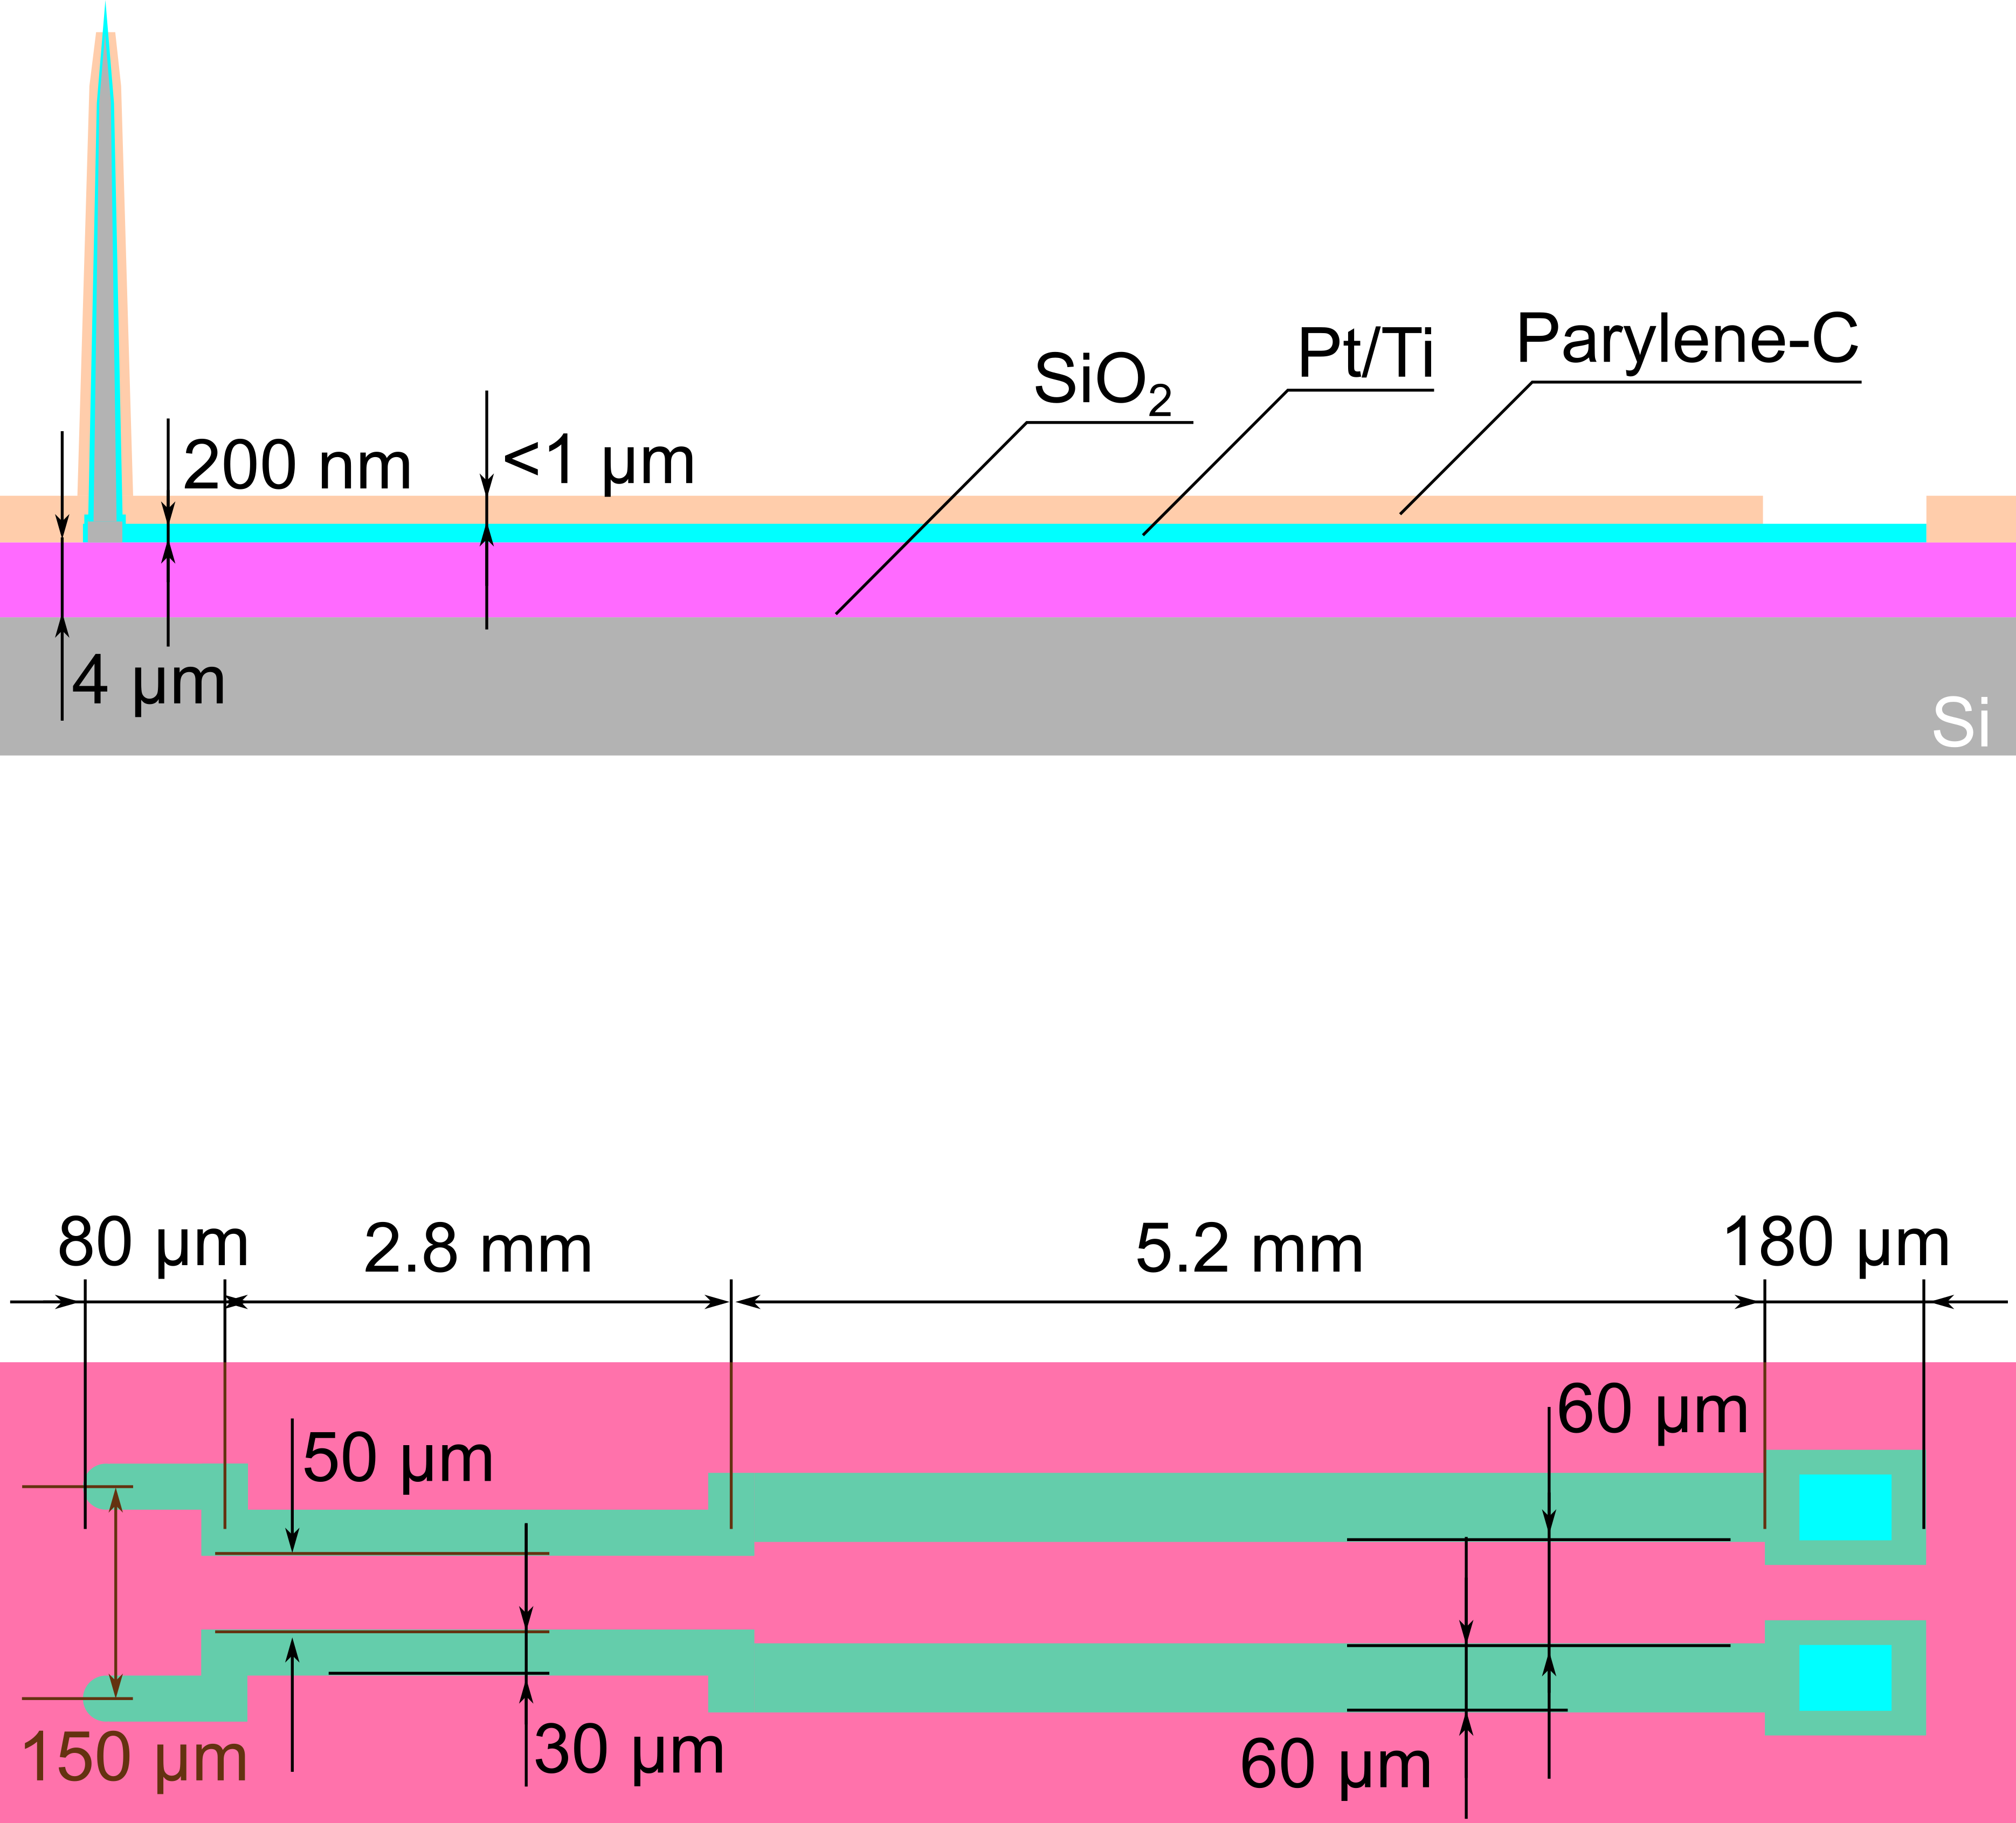 Parylene-C
Pt/Ti
SiO₂
200 nm
<1 µm
4 µm
Si
80 µm
2.8 mm
5.2 mm
180 µm
60 µm
50 µm
150 µm
30 µm
60 µm